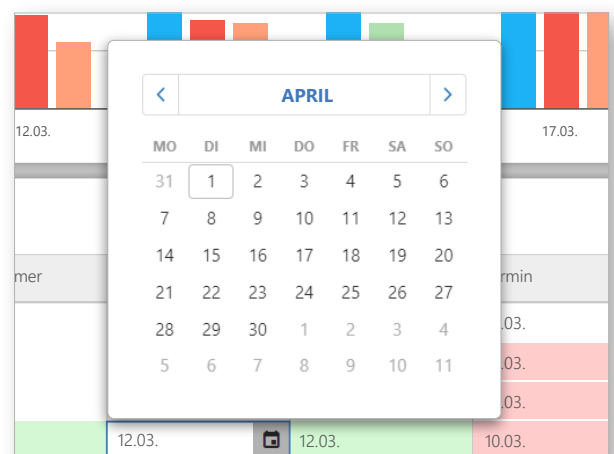 12.03.
17.03.
APRIL
MO DI MI DO FR SA SO
31 1 2 3 4 5 6
7 8 9 10 11 12 13
14 15 16 17 18 19 20
21 22 23 24 25 26 27
28 29 30 1 2 3 4
5 6 7 8 9 10 11
mer
rmin
.03.
.03.
.03.
12.03.
12.03.
10.03.